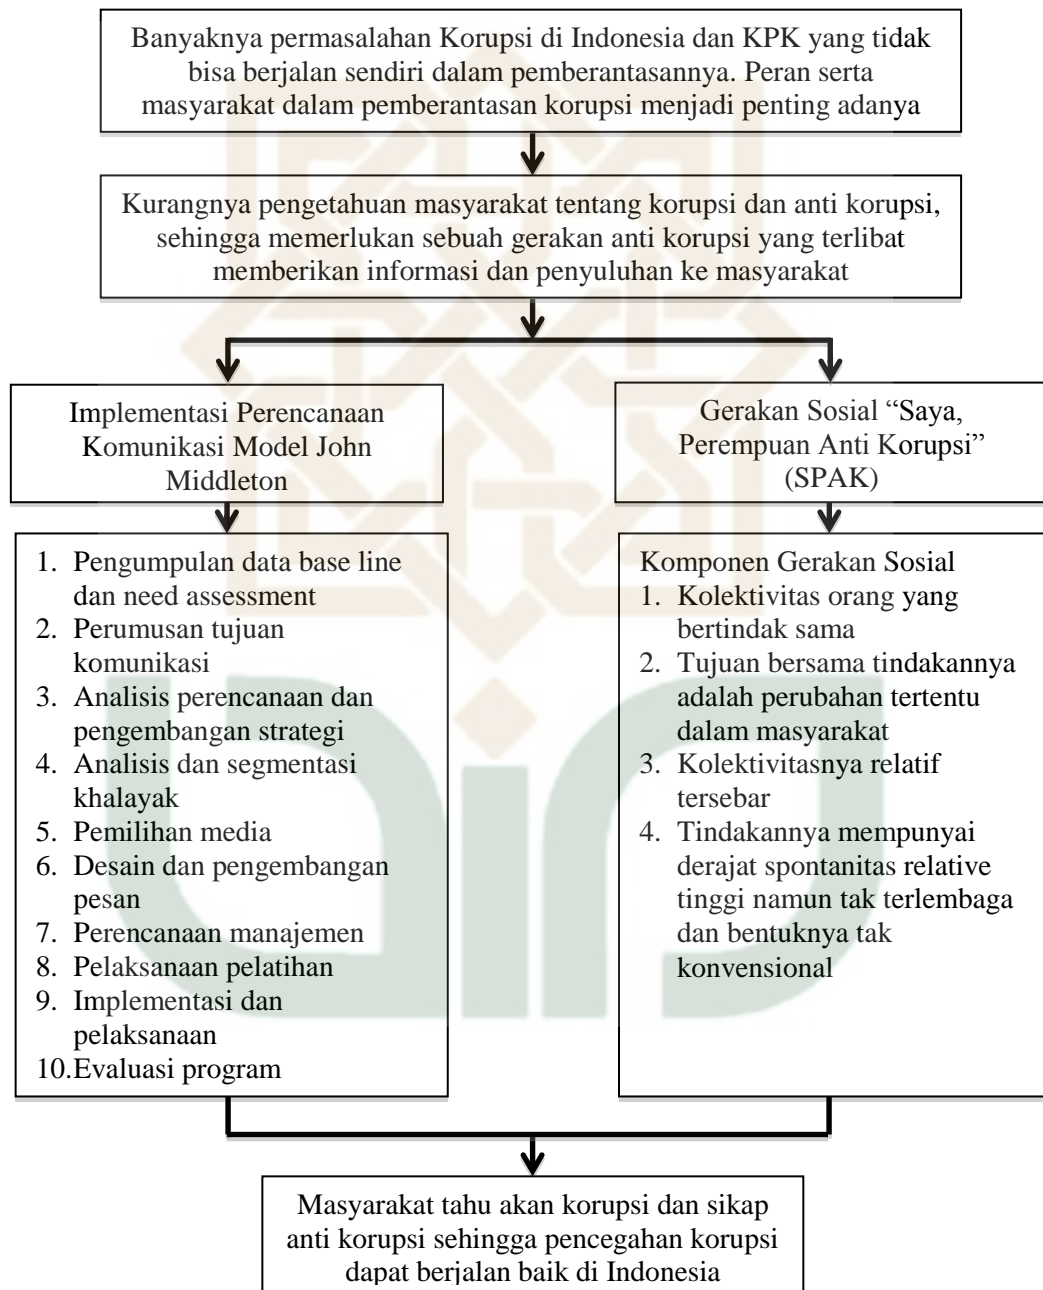 Banyaknya permasalahan Korupsi di Indonesia dan KPK yang tidak
bisa berjalan sendiri dalam pemberantasannya. Peran serta
masyarakat dalam pemberantasan korupsi menjadi penting adanya
Kurangnya pengetahuan masyarakat tentang korupsi dan anti korupsi,
sehingga memerlukan sebuah gerakan anti korupsi yang terlibat
memberikan informasi dan penyuluhan ke masyarakat
Implementasi Perencanaan
Komunikasi Model John
Middleton
Gerakan Sosial “Saya,
Perempuan Anti Korupsi”
(SPAK)
1. Pengumpulan data base line
dan need assessment
2. Perumusan tujuan
komunikasi
3. Analisis perencanaan dan
pengembangan strategi
4. Analisis dan segmentasi
khalayak
5. Pemilihan media
6. Desain dan pengembangan
pesan
7. Perencanaan manajemen
8. Pelaksanaan pelatihan
9. Implementasi dan
pelaksanaan
10.Evaluasi program
Komponen Gerakan Sosial
1. Kolektivitas orang yang
bertindak sama
2. Tujuan bersama tindakannya
adalah perubahan tertentu
dalam masyarakat
3. Kolektivitasnya relatif
tersebar
4. Tindakannya mempunyai
derajat spontanitas relative
tinggi namun tak terlembaga
dan bentuknya tak
konvensional
Masyarakat tahu akan korupsi dan sikap
anti korupsi sehingga pencegahan korupsi
dapat berjalan baik di Indonesia